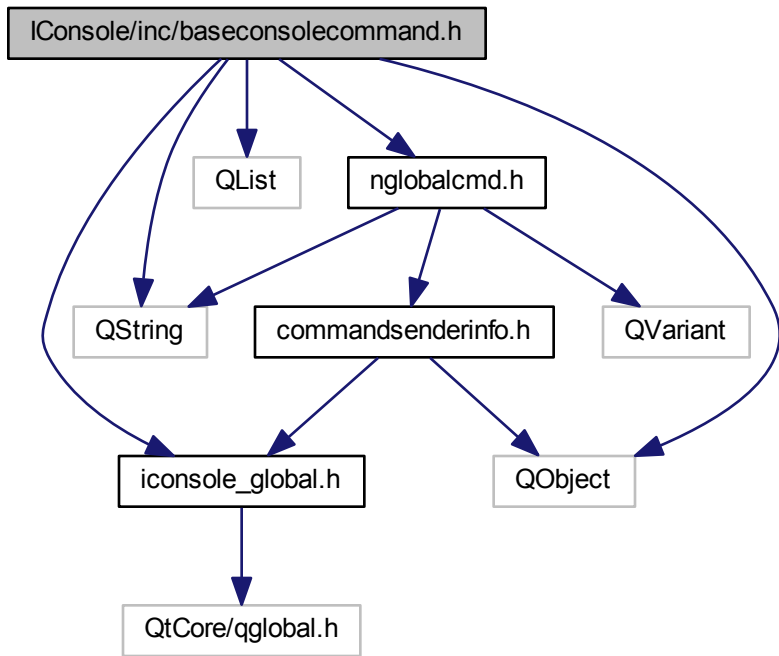 IConsole/inc/baseconsolecommand.h
QList
nglobalcmd.h
QString
commandsenderinfo.h
QVariant
iconsole_global.h
QObject
QtCore/qglobal.h